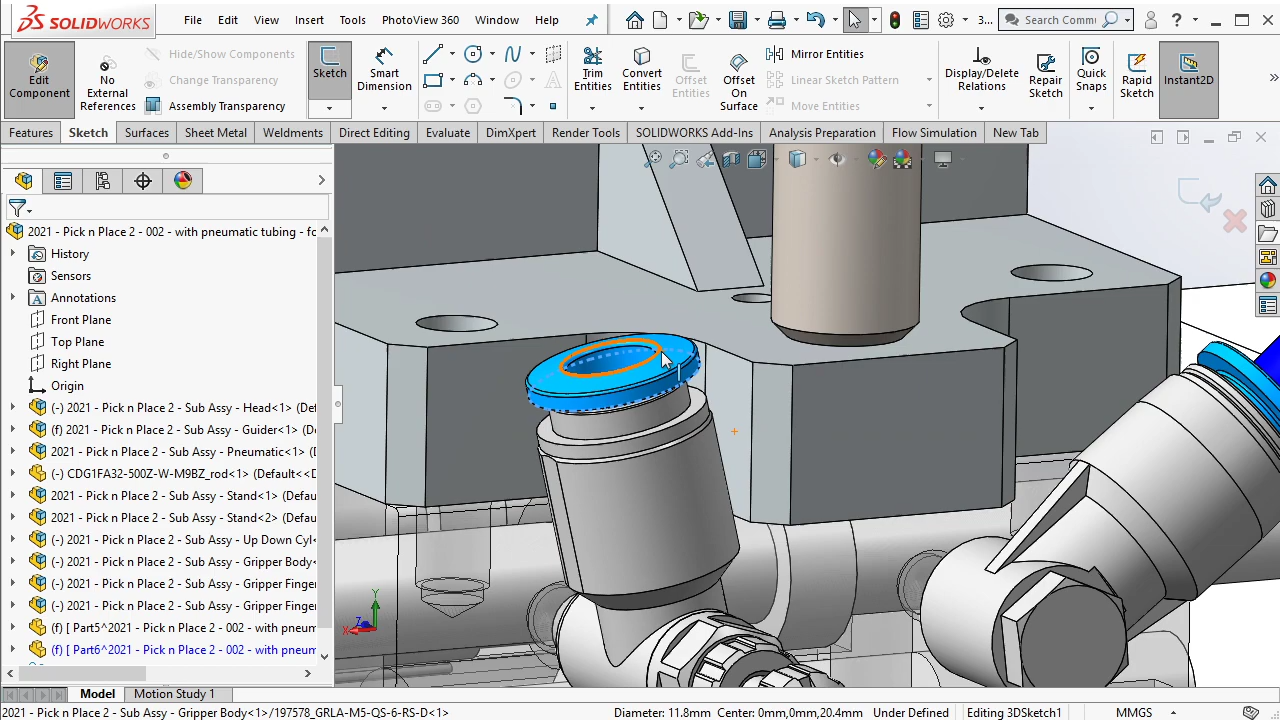 SOLIDWORKS
File Edit View Insert Tools PhotoView 360 Window Help
3...
Search Commu
?
Edit Component
No External References
Hide/Show Components
Change Transparency
Assembly Transparency
Sketch
Smart Dimension
Trim Entities
Convert Entities
Offset Entities
Offset On Surface
Mirror Entities
Linear Sketch Pattern
Move Entities
Display/Delete Relations
Repair Sketch
Quick Snaps
Rapid Sketch
Instant2D
Features Sketch Surfaces Sheet Metal Weldments Direct Editing Evaluate DimXpert Render Tools SOLIDWORKS Add-Ins Analysis Preparation Flow Simulation New Tab
2021 - Pick n Place 2 - 002 - with pneumatic tubing - fo
History
Sensors
Annotations
Front Plane
Top Plane
Right Plane
Origin
(-) 2021 - Pick n Place 2 - Sub Assy - Head<1> (Def
(f) 2021 - Pick n Place 2 - Sub Assy - Guider<1> (D
2021 - Pick n Place 2 - Sub Assy - Pneumatic<1> (D
(-) CDG1FA32-500Z-W-M9BZ_rod<1> (Default<<D
2021 - Pick n Place 2 - Sub Assy - Stand<1> (Defau
2021 - Pick n Place 2 - Sub Assy - Stand<2> (Defau
(-) 2021 - Pick n Place 2 - Sub Assy - Up Down Cyl<
(-) 2021 - Pick n Place 2 - Sub Assy - Gripper Body<
(-) 2021 - Pick n Place 2 - Sub Assy - Gripper Finger
(-) 2021 - Pick n Place 2 - Sub Assy - Gripper Finger
(f) [ Part5^2021 - Pick n Place 2 - 002 - with pneum
(f) [ Part6^2021 - Pick n Place 2 - 002 - with pneum
Y
Z
X
Model Motion Study 1
2021 - Pick n Place 2 - Sub Assy - Gripper Body<1>/197578_GRLA-M5-QS-6-RS-D<1> Diameter: 11.8mm Center: 0mm,0mm,20.4mm Under Defined Editing 3DSketch1 MMGS